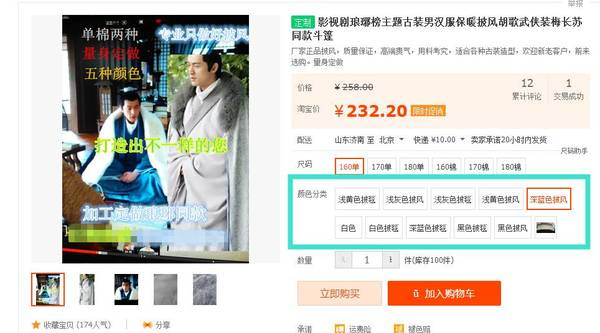 举报
单棉两种
专业只做好披风
量身定做
五种颜色
打造出不一样的您
加工定做琅琊同款
收藏宝贝 (174人气)
分享
定制 影视剧琅琊榜主题古装男汉服保暖披风胡歌武侠装梅长苏
同款斗篷
厂家正品披风,质量保证,高端贵气,用料考究,适合各种古装造型,欢迎新老客户,前来
选购。量身定做
价格 ¥ 258.00
淘宝价 ¥232.20 限时促销
12
累计评论
1
交易成功
配送 山东济南 至 北京 快递 ¥10.00 卖家承诺20小时内发货
尺码助手
尺码 160单 170单 180单 160棉 170棉 180棉
颜色分类 浅黄色披毯 浅灰色披风 浅灰色披毯 浅黄色披风 深蓝色披风
白色 白色披毯 深蓝色披毯 黑色披毯 黑色披风
数量 - 1 + 件(库存100件)
立即购买 加入购物车
承诺 运费险 褪色赔